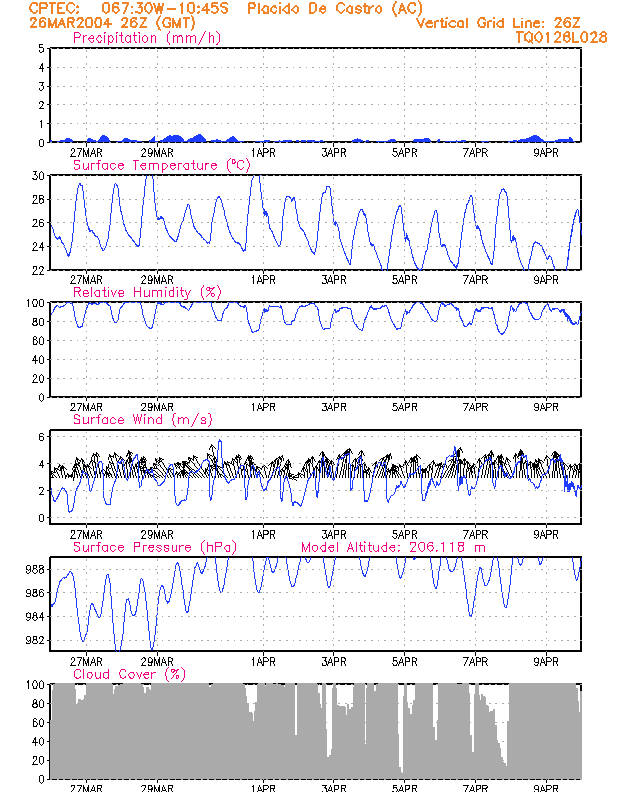 CPTEC:   067:30W-10:45S   Placido De Castro (AC)
26MAR2004 26Z (GMT)   Vertical Grid Line: 26Z
Precipitation (mm/h)   TQ0126L028
5
4
3
2
1
0
27MAR 29MAR 1APR 3APR 5APR 7APR 9APR
Surface Temperature (°C)
30
28
26
24
22
27MAR 29MAR 1APR 3APR 5APR 7APR 9APR
Relative Humidity (%)
100
80
60
40
20
0
27MAR 29MAR 1APR 3APR 5APR 7APR 9APR
Surface Wind (m/s)
6
4
2
0
27MAR 29MAR 1APR 3APR 5APR 7APR 9APR
Surface Pressure (hPa)   Model Altitude: 206.118 m
988
986
984
982
27MAR 29MAR 1APR 3APR 5APR 7APR 9APR
Cloud Cover (%)
100
80
60
40
20
0
27MAR 29MAR 1APR 3APR 5APR 7APR 9APR